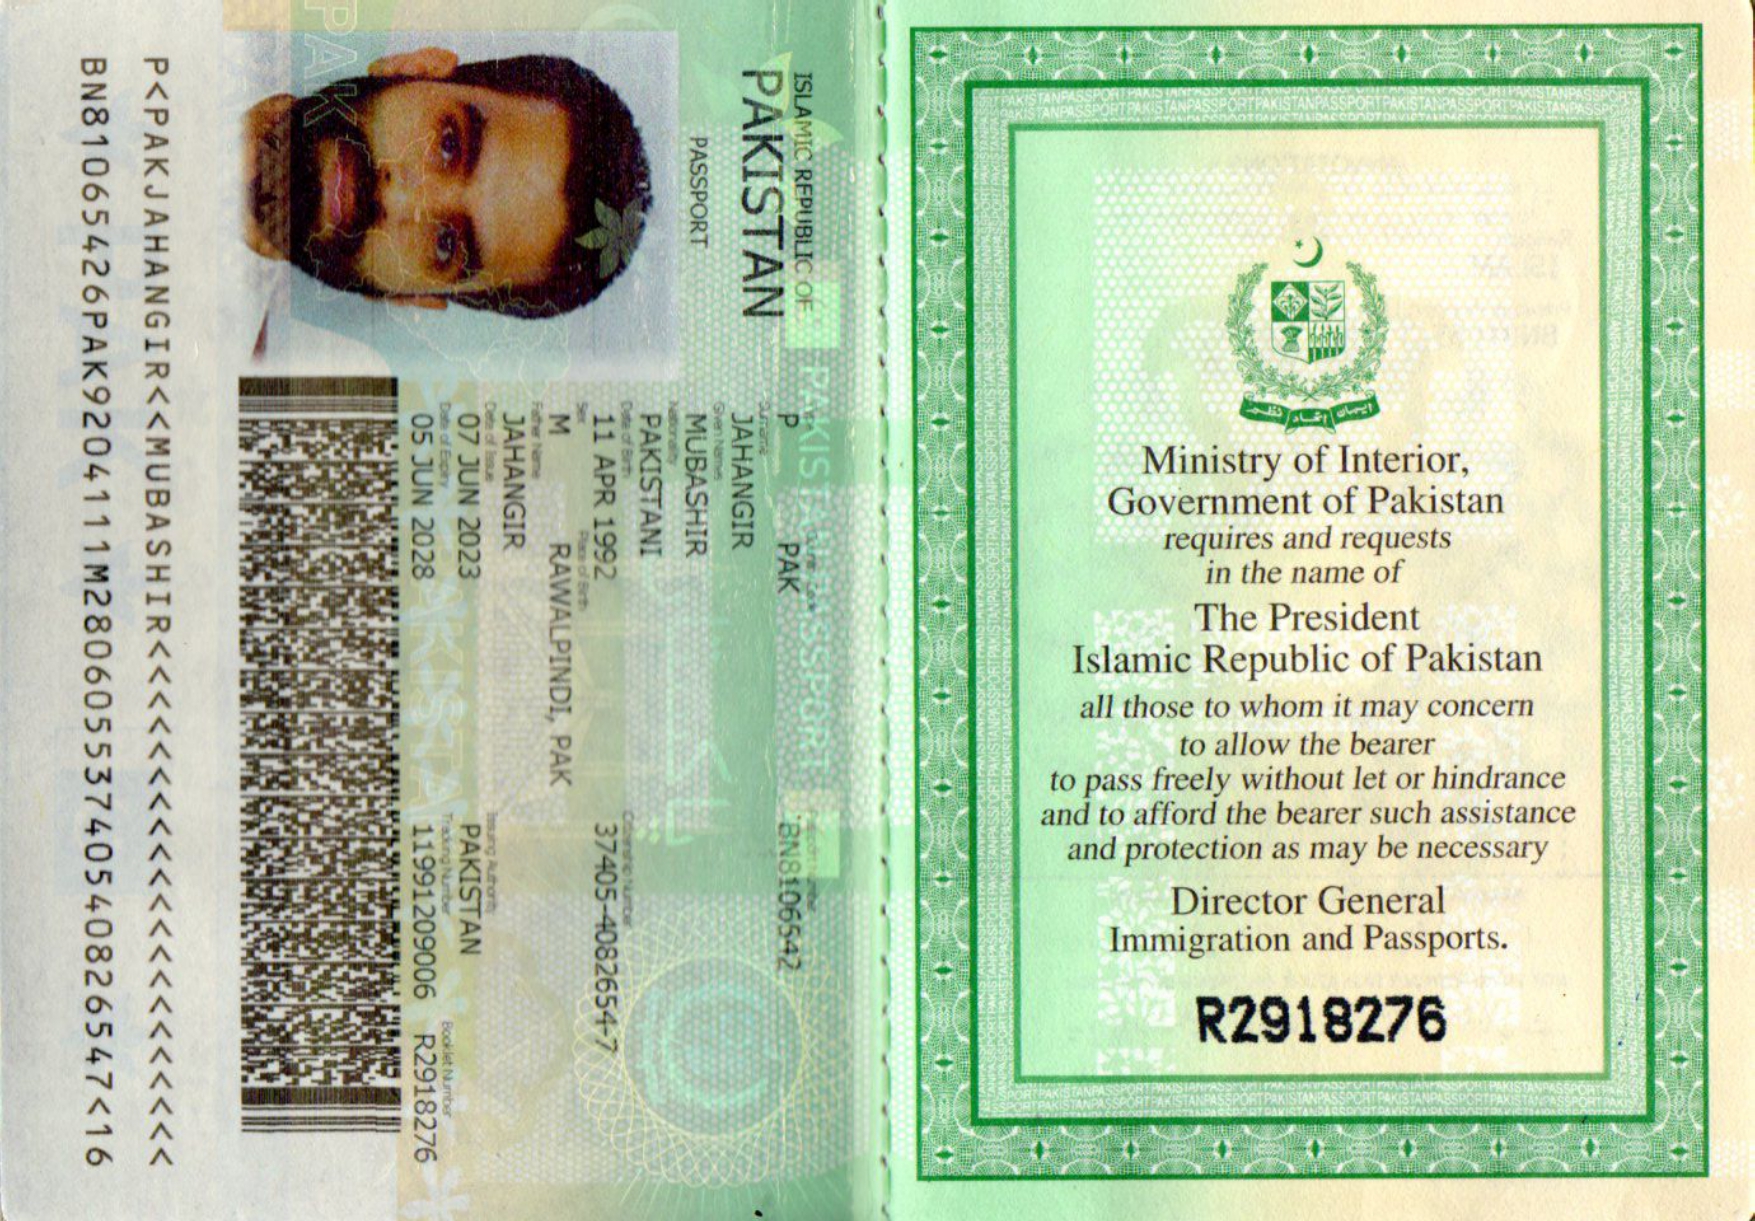 ISLAMIC REPUBLIC OF
PAKISTAN
PASSPORT
PAKISTAN PASSPORT
P PAK BN8106542
Surname
JAHANGIR
Given Names
MUBASHIR
Nationality
PAKISTANI
Date of Birth Citizenship Number
11 APR 1992 37405-4082654-7
Sex Place of Birth
M RAWALPINDI, PAK
Father Name
JAHANGIR
Date of Issue Issuing Authority
07 JUN 2023 PAKISTAN
Date of Expiry Tracking Number Booklet Number
05 JUN 2028 11991209006 R2918276
P<PAKJAHANGIR<<MUBASHIR<<<<<<<<<<<<<<<<<<<<<
BN81065426PAK9204111M28060553740540826547<16
ایمان اتحاد نظم
Ministry of Interior,
Government of Pakistan
requires and requests
in the name of
The President
Islamic Republic of Pakistan
all those to whom it may concern
to allow the bearer
to pass freely without let or hindrance
and to afford the bearer such assistance
and protection as may be necessary
Director General
Immigration and Passports.
R2918276